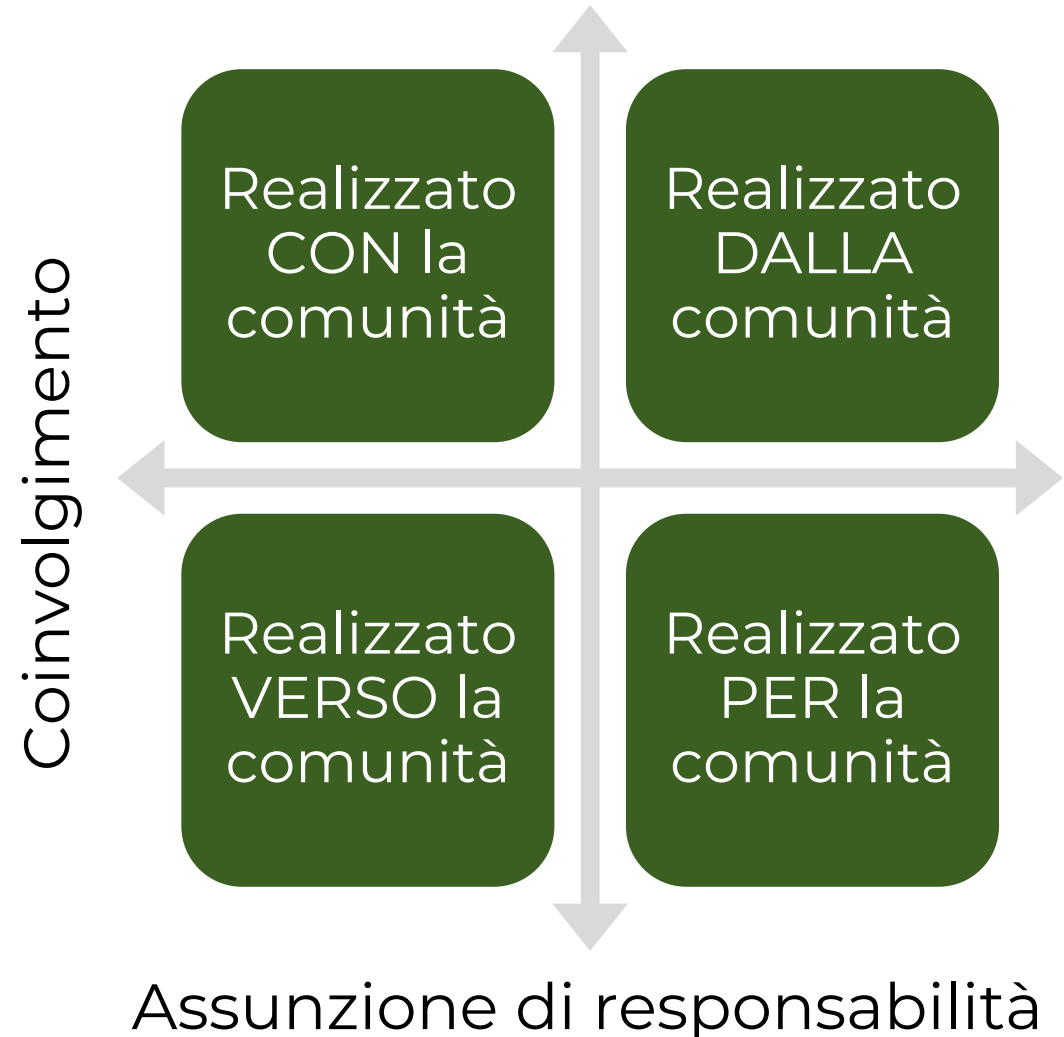 Realizzato
CON la
comunità
Realizzato
DALLA
comunità
Coinvolgimento
Realizzato
VERSO la
comunità
Realizzato
PER la
comunità
Assunzione di responsabilità